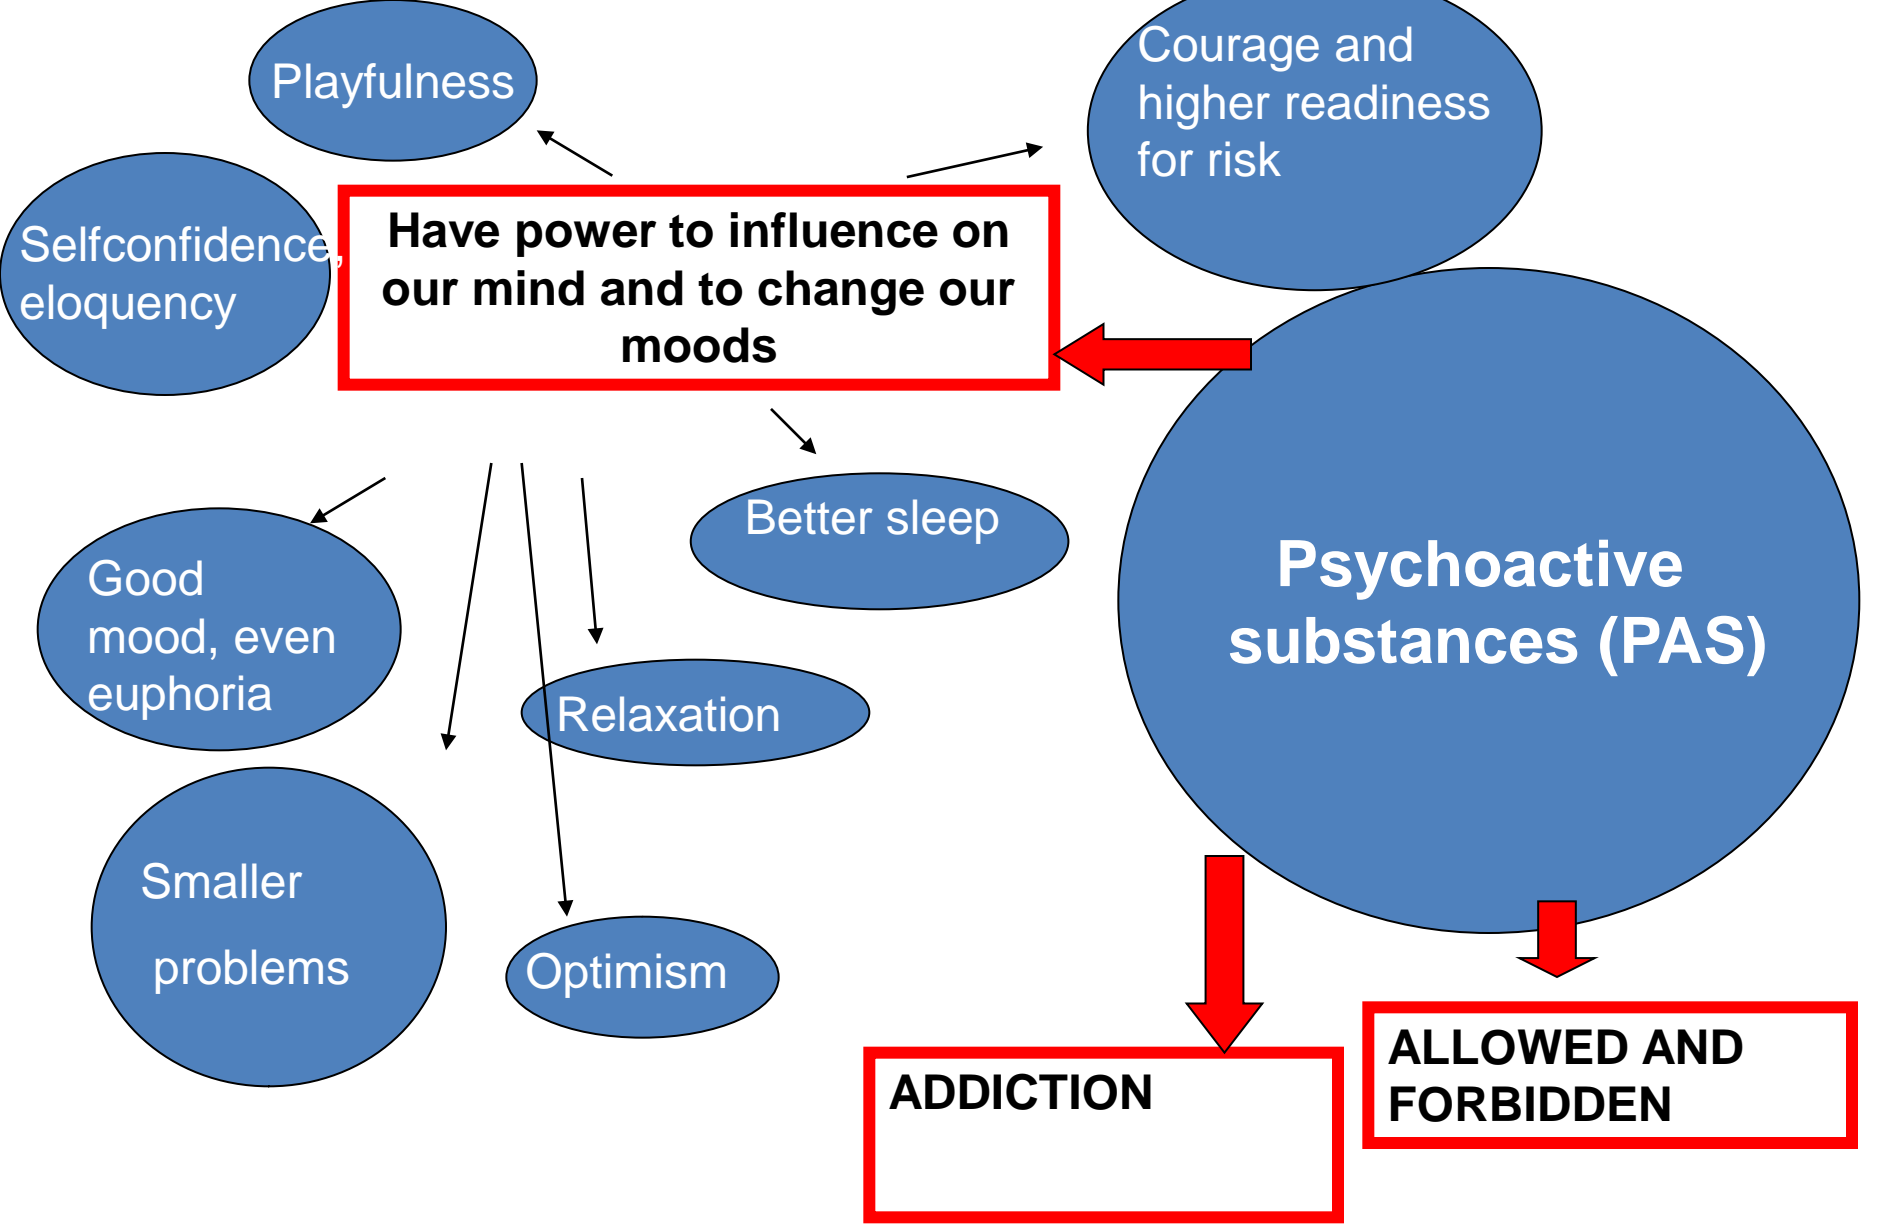 Playfulness
Courage and
higher readiness
for risk
Selfconfidence,
eloquency
Have power to influence on
our mind and to change our
moods
Better sleep
Psychoactive
substances (PAS)
Good
mood, even
euphoria
Relaxation
Smaller
problems
Optimism
ADDICTION
ALLOWED AND
FORBIDDEN